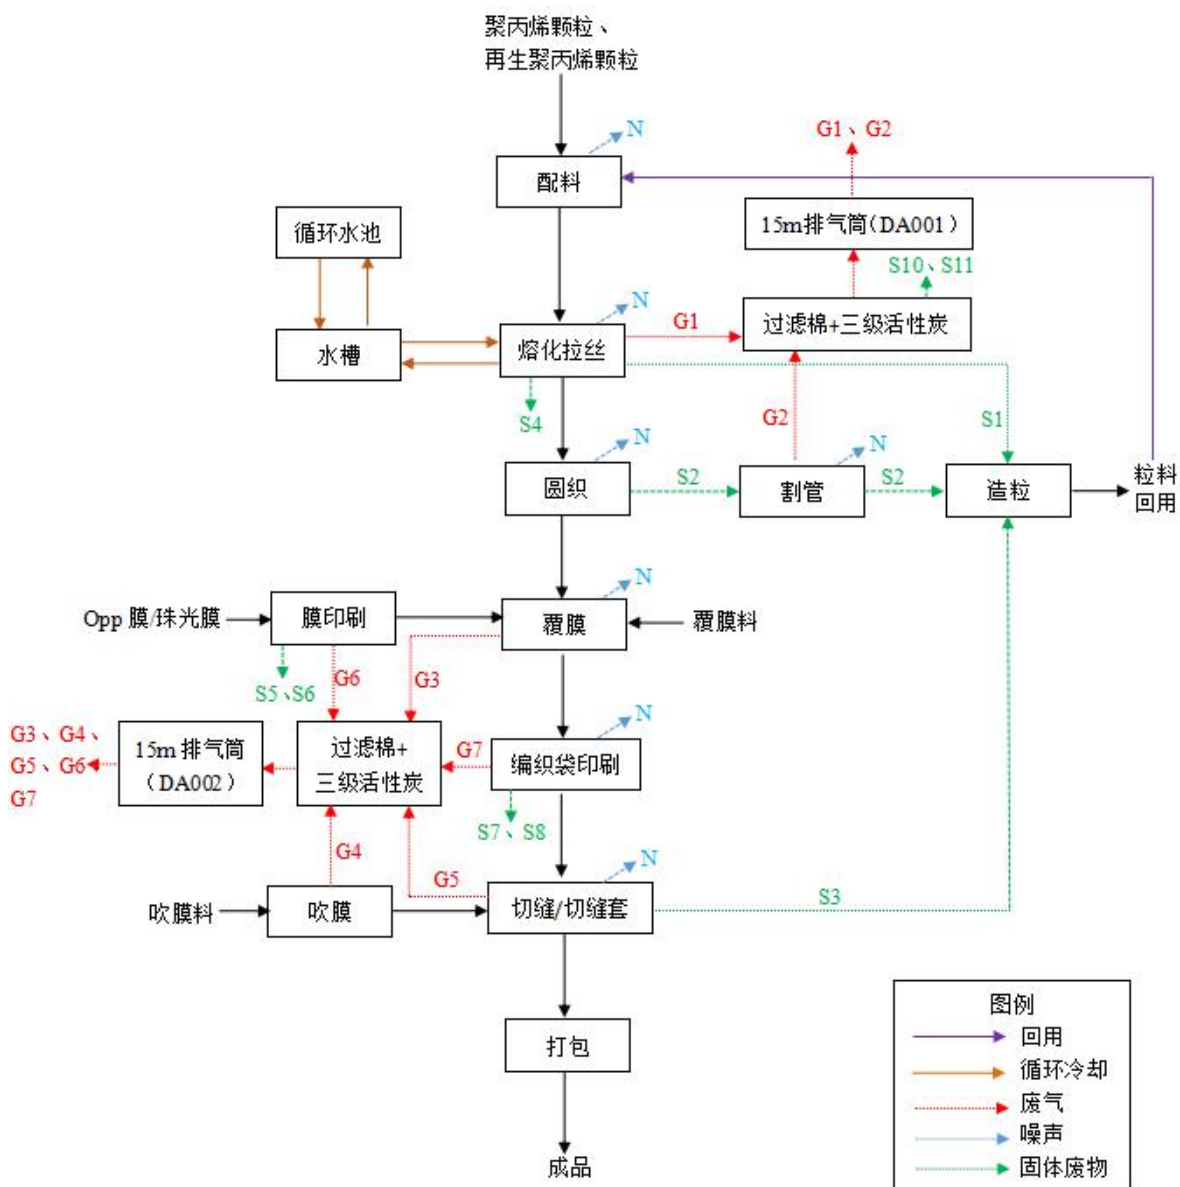 聚丙烯颗粒、
再生聚丙烯颗粒
N
G1、G2
配料
循环水池
15m排气筒（DA001）
S10、S11
N
水槽
熔化拉丝
G1
过滤棉+三级活性炭
S4
G2
S1
N
N
圆织
S2
割管
S2
造粒
粒料
回用
N
Opp 膜/珠光膜
膜印刷
覆膜
覆膜料
S5、S6
G6
G3
N
G3、G4、
G5、G6
G7
15m 排气筒
（DA002）
过滤棉+
三级活性炭
G7
编织袋印刷
S7、S8
G4
G5
N
吹膜料
吹膜
切缝/切缝套
S3
打包
成品
图例
回用
循环冷却
废气
噪声
固体废物